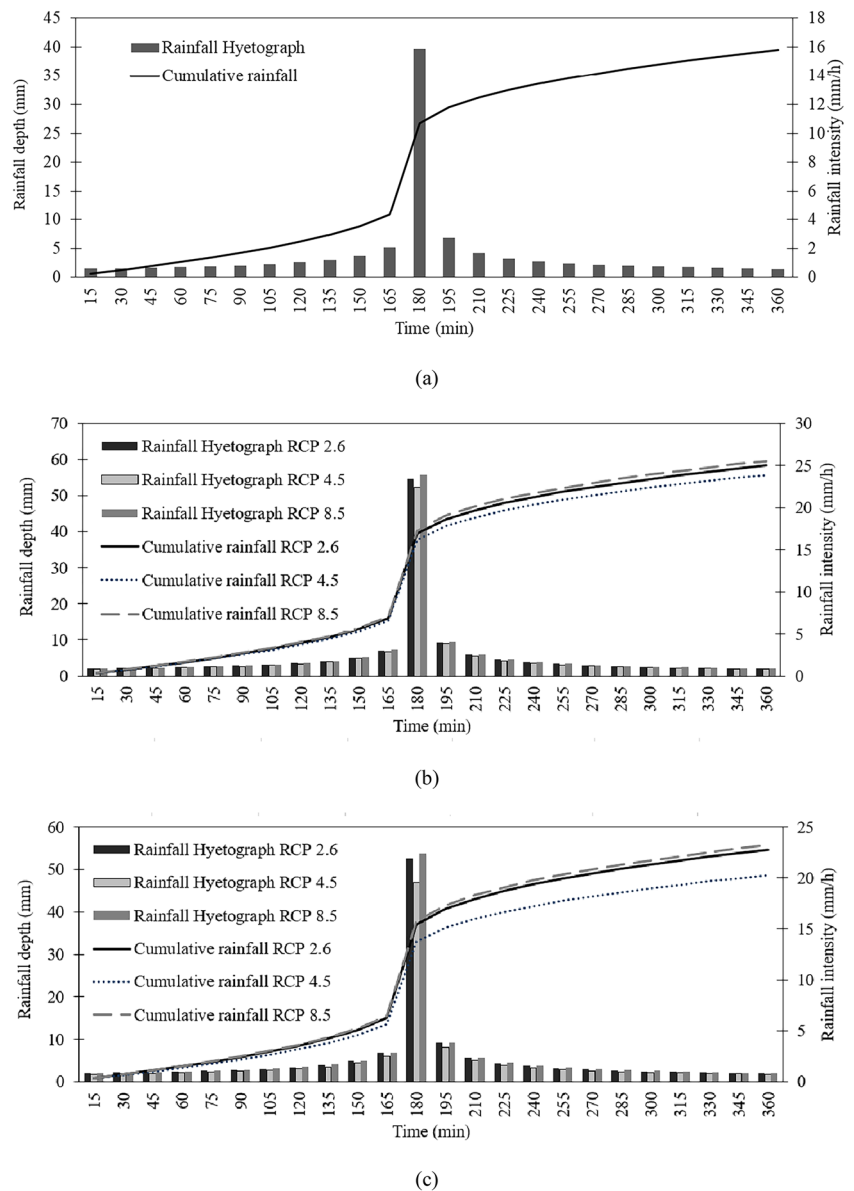 45
40
35
30
25
20
15
10
5
0
Rainfall depth (mm)
Rainfall Hyetograph
Cumulative rainfall
18
16
14
12
10
8
6
4
2
0
Rainfall intensity (mm/h)
15 30 45 60 75 90 105 120 135 150 165 180 195 210 225 240 255 270 285 300 315 330 345 360
Time (min)
(a)
70
60
50
40
30
20
10
0
Rainfall depth (mm)
Rainfall Hyetograph RCP 2.6
Rainfall Hyetograph RCP 4.5
Rainfall Hyetograph RCP 8.5
Cumulative rainfall RCP 2.6
Cumulative rainfall RCP 4.5
Cumulative rainfall RCP 8.5
30
25
20
15
10
5
0
Rainfall intensity (mm/h)
15 30 45 60 75 90 105 120 135 150 165 180 195 210 225 240 255 270 285 300 315 330 345 360
Time (min)
(b)
60
50
40
30
20
10
0
Rainfall depth (mm)
Rainfall Hyetograph RCP 2.6
Rainfall Hyetograph RCP 4.5
Rainfall Hyetograph RCP 8.5
Cumulative rainfall RCP 2.6
Cumulative rainfall RCP 4.5
Cumulative rainfall RCP 8.5
25
20
15
10
5
0
Rainfall intensity (mm/h)
15 30 45 60 75 90 105 120 135 150 165 180 195 210 225 240 255 270 285 300 315 330 345 360
Time (min)
(c)